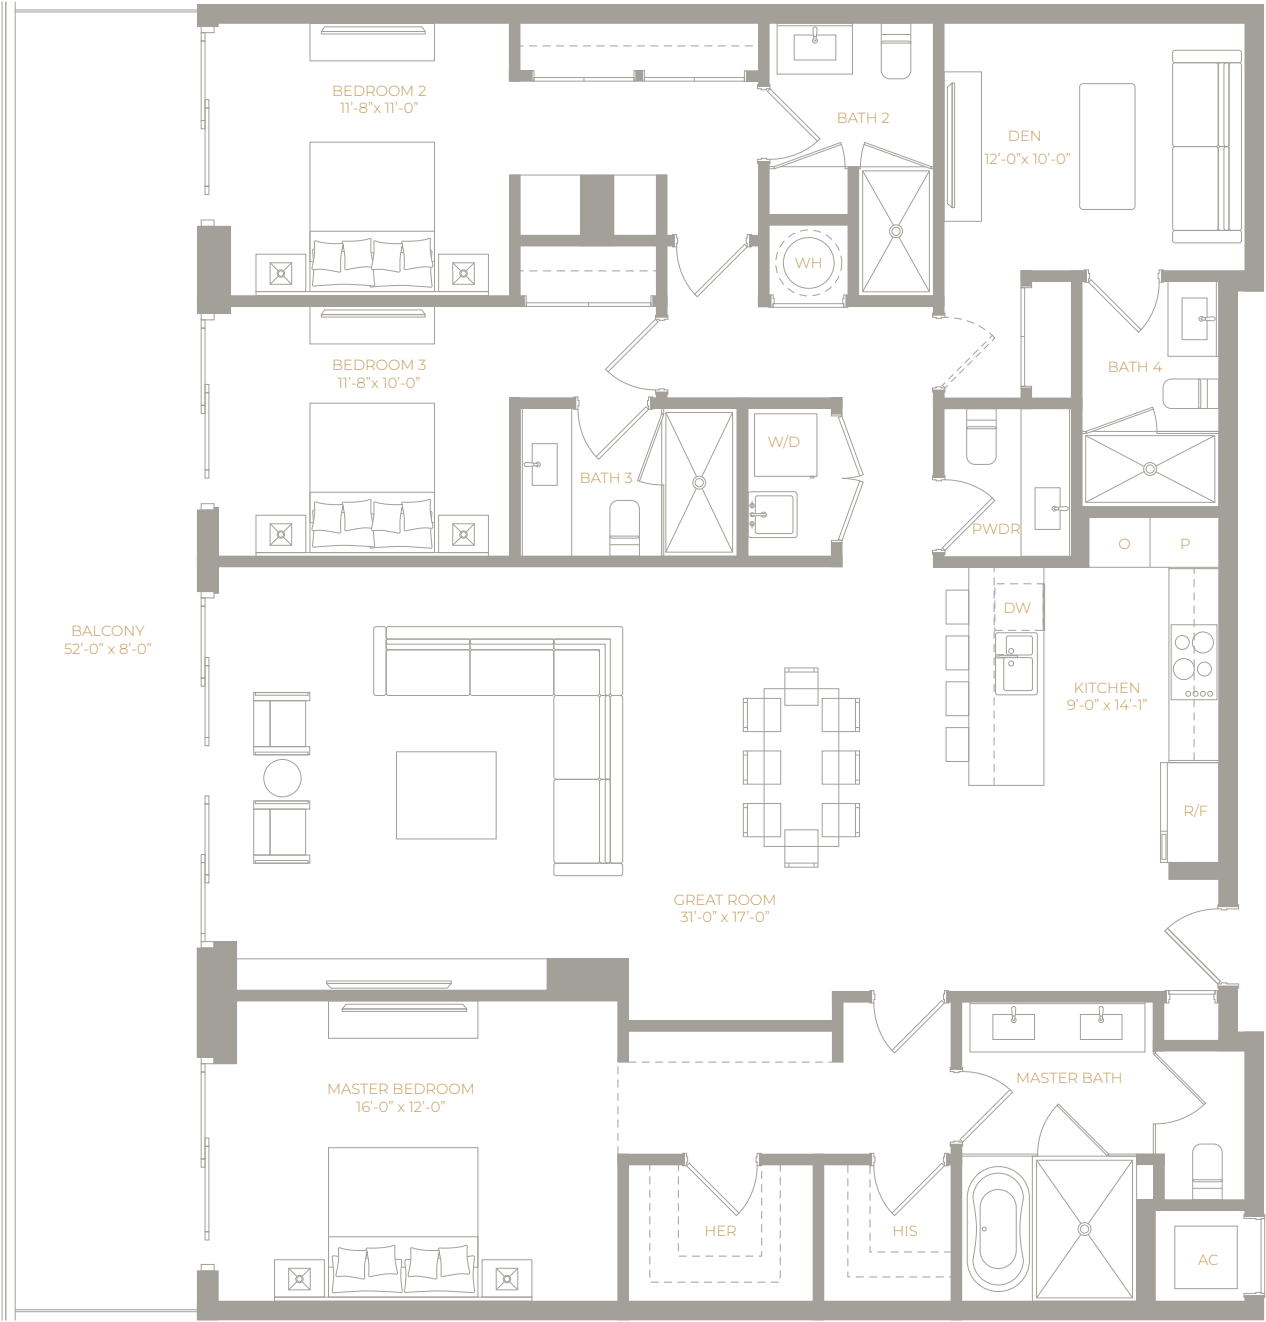 BEDROOM 2
11'-8"x 11'-0"
BATH 2
DEN
12'-0"x 10'-0"
WH
BEDROOM 3
11'-8"x 10'-0"
BATH 4
W/D
BATH 3
PWDR
O
P
DW
BALCONY
52'-0" x 8'-0"
KITCHEN
9'-0" x 14'-1"
R/F
GREAT ROOM
31'-0" x 17'-0"
MASTER BEDROOM
16'-0" x 12'-0"
MASTER BATH
HER
HIS
AC